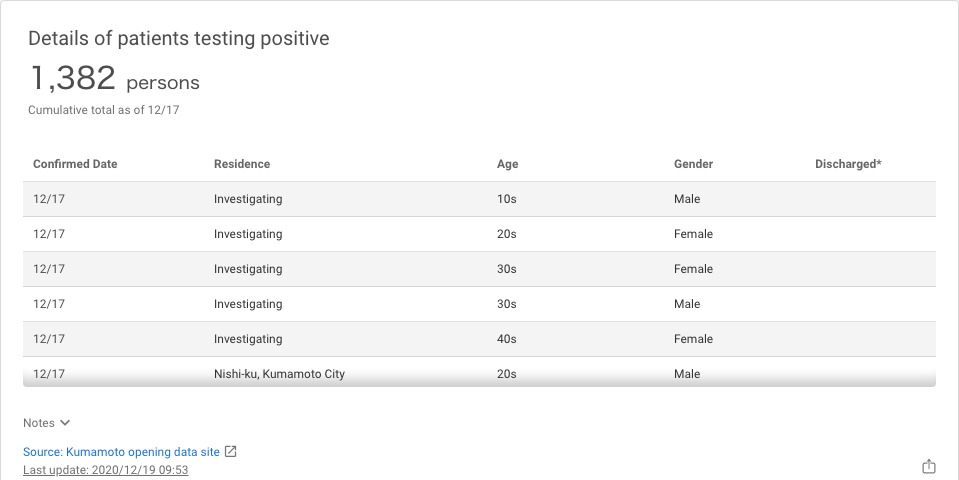 Details of patients testing positive
1,382 persons
Cumulative total as of 12/17
Confirmed Date Residence Age Gender Discharged*
12/17 Investigating 10s Male
12/17 Investigating 20s Female
12/17 Investigating 30s Female
12/17 Investigating 30s Male
12/17 Investigating 40s Female
12/17 Nishi-ku, Kumamoto City 20s Male
Notes
Source: Kumamoto opening data site
Last update: 2020/12/19 09:53